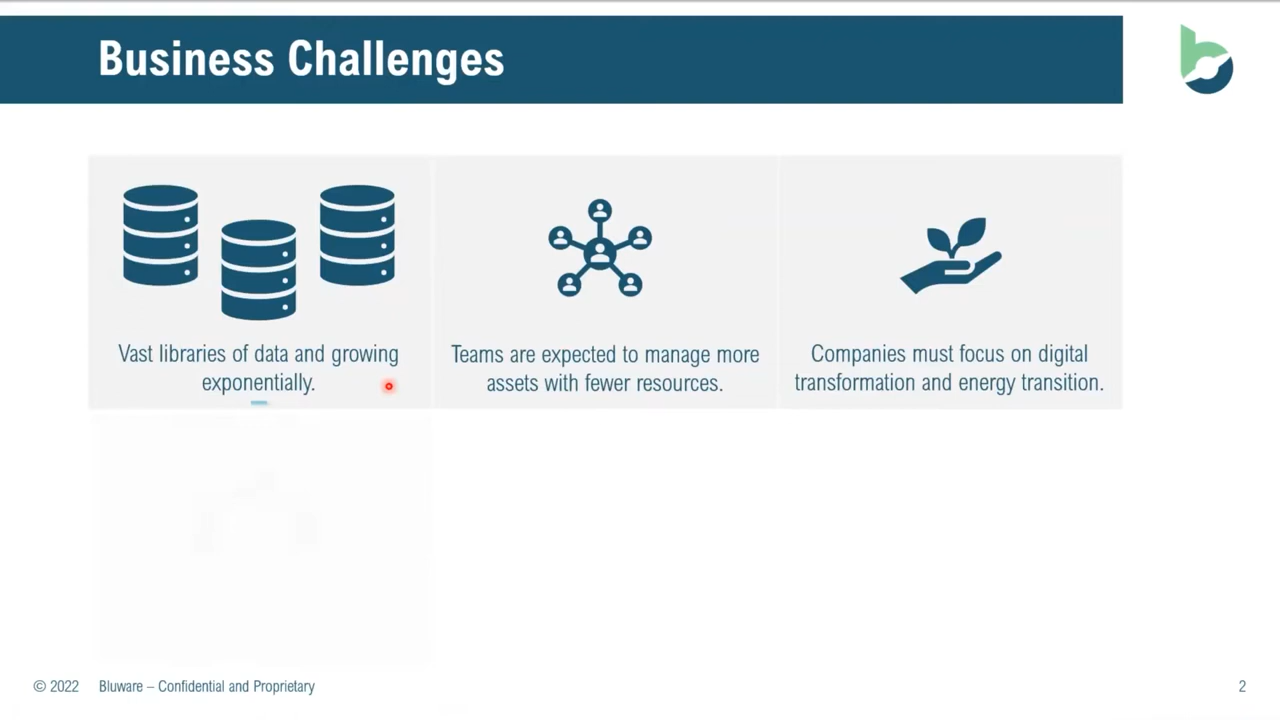 Business Challenges
Vast libraries of data and growing
exponentially.
Teams are expected to manage more
assets with fewer resources.
Companies must focus on digital
transformation and energy transition.
© 2022 Bluware – Confidential and Proprietary
2